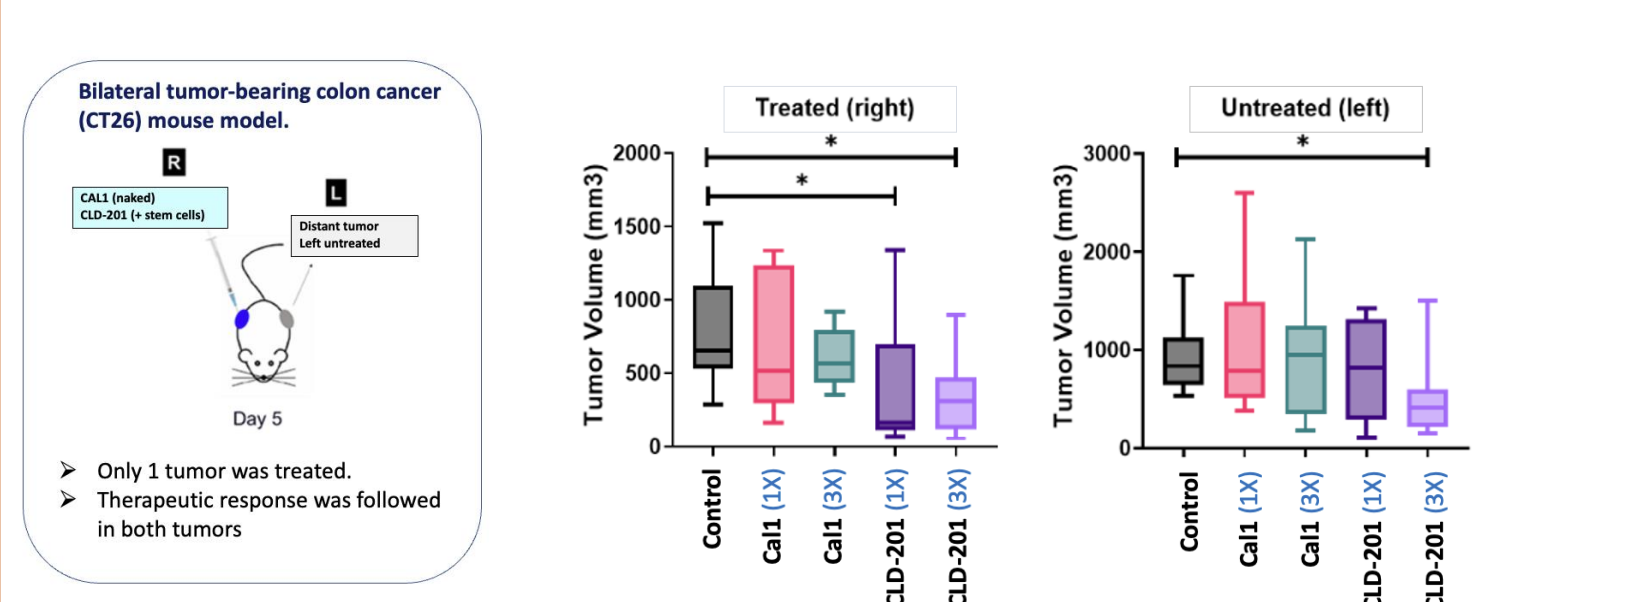 Bilateral tumor-bearing colon cancer
(CT26) mouse model.
R
CAL1 (naked)
CLD-201 (+ stem cells)
L
Distant tumor
Left untreated
Day 5
➢ Only 1 tumor was treated.
➢ Therapeutic response was followed
in both tumors
Treated (right)
*
*
Tumor Volume (mm3)
2000
1500
1000
500
0
Control
Cal1 (1X)
Cal1 (3X)
CLD-201 (1X)
CLD-201 (3X)
Untreated (left)
*
Tumor Volume (mm3)
3000
2000
1000
0
Control
Cal1 (1X)
Cal1 (3X)
CLD-201 (1X)
CLD-201 (3X)